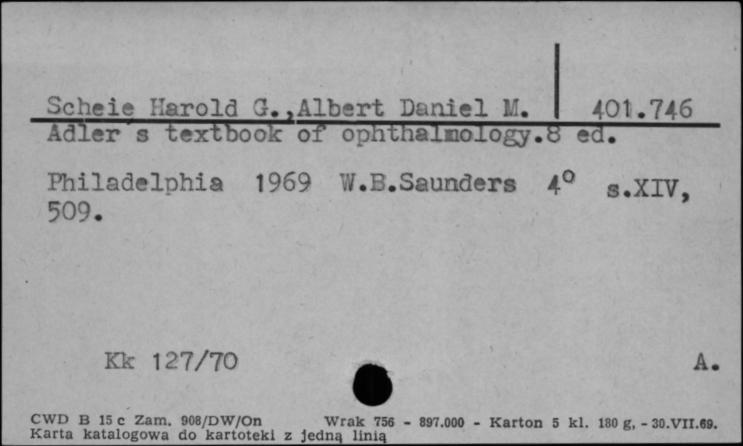 Scheie Harold G.,Albert Daniel M. 401.746
Adler's textbook of ophthalmology.8 ed.
Philadelphia 1969 W.B.Saunders 4° s.XIV,
509.
Kk 127/70 A.
CWD B 15 c Zam. 908/DW/On Wrak 756 - 897.000 - Karton 5 kl. 180 g. - 30.VII.69.
Karta katalogowa do kartoteki z jedną linią